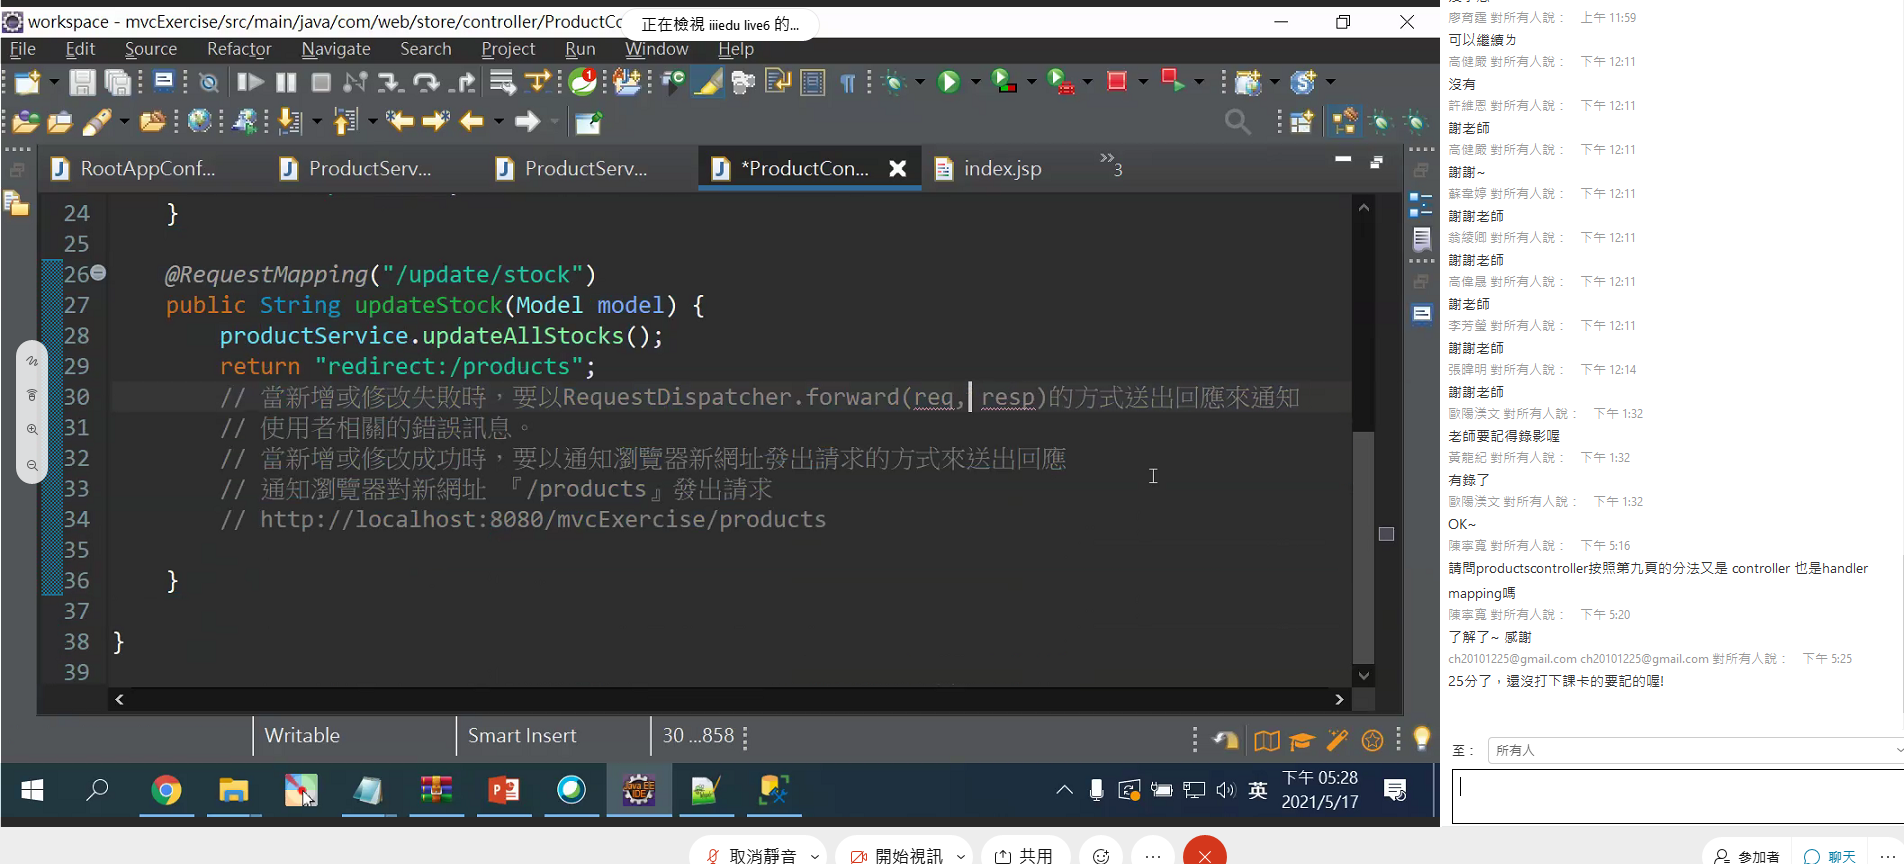 workspace - mvcExercise/src/main/java/com/web/store/controller/ProductCo
正在檢視 iiiedu live6 的...
File Edit Source Refactor Navigate Search Project Run Window Help
RootAppConf... ProductServ... ProductServ... *ProductCon... index.jsp »3
24 }
25
26 @RequestMapping("/update/stock")
27 public String updateStock(Model model) {
28 productService.updateAllStocks();
29 return "redirect:/products";
30 // 當新增或修改失敗時，要以RequestDispatcher.forward(req, resp)的方式送出回應來通知
31 // 使用者相關的錯誤訊息。
32 // 當新增或修改成功時，要以通知瀏覽器新網址發出請求的方式來送出回應
33 // 通知瀏覽器對新網址 『/products』發出請求
34 // http://localhost:8080/mvcExercise/products
35
36 }
37
38 }
39
Writable Smart Insert 30 ...858
英 下午 05:28
2021/5/17
取消靜音 開始視訊 共用
廖育霆 對所有人說： 上午 11:59
可以繼續ㄌ
高健嚴 對所有人說： 下午 12:11
沒有
許維恩 對所有人說： 下午 12:11
謝老師
高健嚴 對所有人說： 下午 12:11
謝謝~
蘇韋婷 對所有人說： 下午 12:11
謝謝老師
翁綾卿 對所有人說： 下午 12:11
謝謝老師
高偉晨 對所有人說： 下午 12:11
謝老師
李芳瑩 對所有人說： 下午 12:11
謝謝老師
張暐明 對所有人說： 下午 12:14
謝謝老師
歐陽渼文 對所有人說： 下午 1:32
老師要記得錄影喔
黃龍紀 對所有人說： 下午 1:32
有錄了
歐陽渼文 對所有人說： 下午 1:32
OK~
陳寧寬 對所有人說： 下午 5:16
請問productscontroller按照第九頁的分法又是 controller 也是handler
mapping嗎
陳寧寬 對所有人說： 下午 5:20
了解了~ 感謝
ch20101225@gmail.com ch20101225@gmail.com 對所有人說： 下午 5:25
25分了，還沒打下課卡的要記的喔!
至： 所有人
參加者 聊天